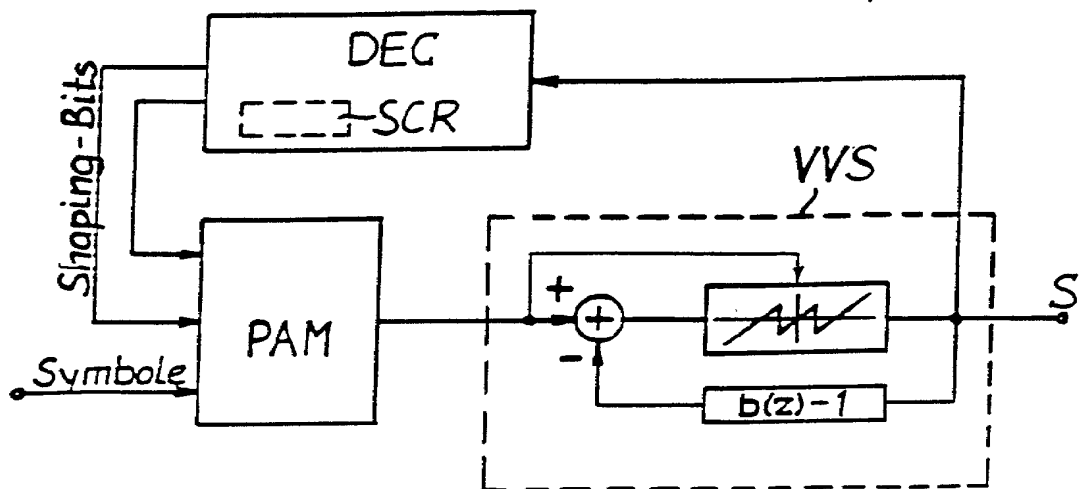 DEC
SCR
Shaping-Bits
VVS
S
+
+
-
PAM
Symbole
b(z)-1